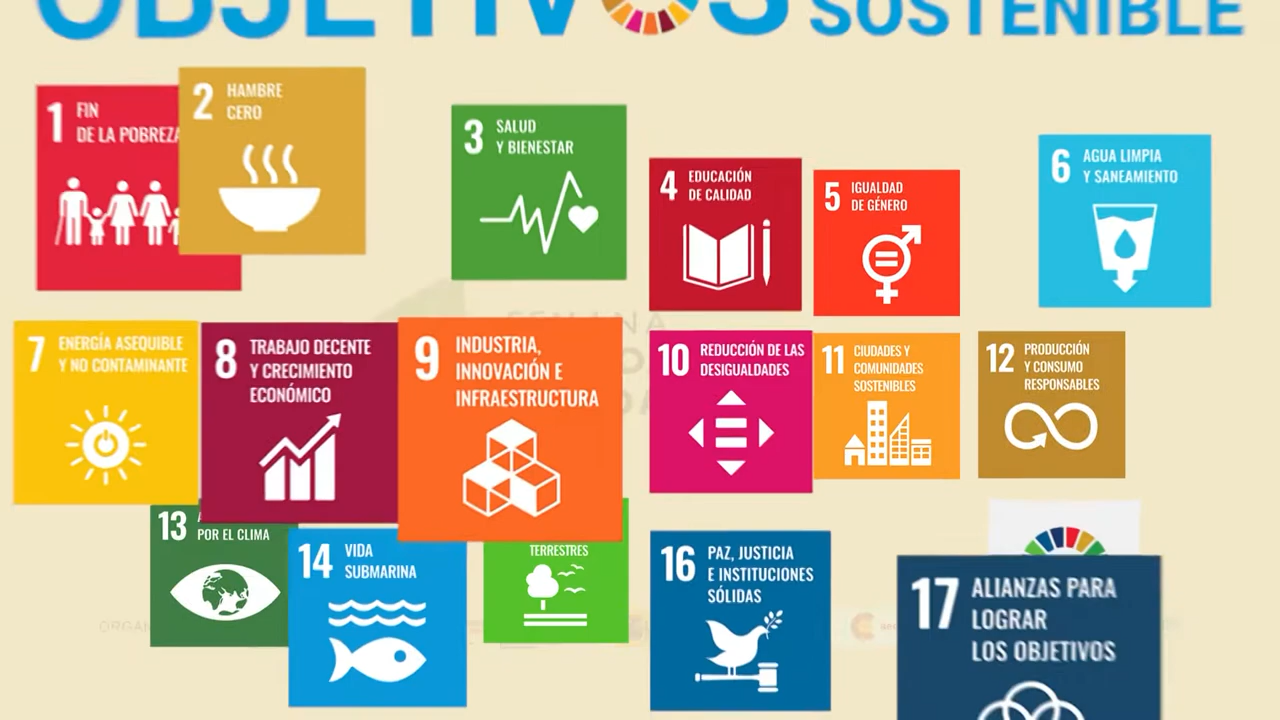 OBJETIVOS
SOSTENIBLE
1 FIN
DE LA POBREZA
2 HAMBRE
CERO
3 SALUD
Y BIENESTAR
4 EDUCACIÓN
DE CALIDAD
5 IGUALDAD
DE GÉNERO
6 AGUA LIMPIA
Y SANEAMIENTO
7 ENERGÍA ASEQUIBLE
Y NO CONTAMINANTE
8 TRABAJO DECENTE
Y CRECIMIENTO
ECONÓMICO
9 INDUSTRIA,
INNOVACIÓN E
INFRAESTRUCTURA
10 REDUCCIÓN DE LAS
DESIGUALDADES
11 CIUDADES Y
COMUNIDADES
SOSTENIBLES
12 PRODUCCIÓN
Y CONSUMO
RESPONSABLES
13
POR EL CLIMA
14 VIDA
SUBMARINA
TERRESTRES
16 PAZ, JUSTICIA
E INSTITUCIONES
SÓLIDAS
17 ALIANZAS PARA
LOGRAR
LOS OBJETIVOS